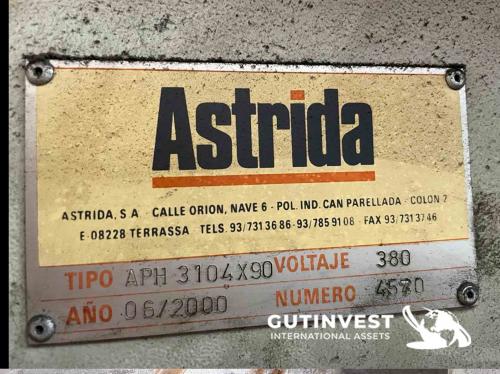 Astrida
ASTRIDA, S.A. CALLE ORION, NAVE 6 - POL. IND. CAN PARELLADA - COLON 2
E-08228 TERRASSA TELS. 93/731 36 86 - 93/785 91 08 - FAX 93/731 37 46
TIPO APH 3104X90 VOLTAJE 380
AÑO 06/2000 NUMERO 4570
GUTINVEST
INTERNATIONAL ASSETS